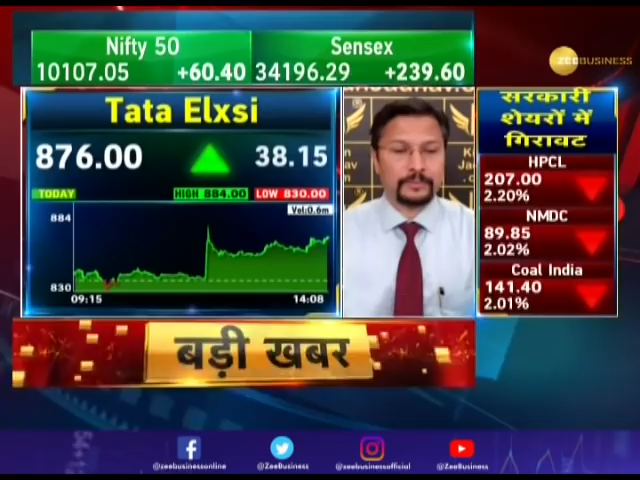 Nifty 50
10107.05 +60.40
Sensex
34196.29 +239.60
ZEE BUSINESS
Tata Elxsi
876.00 38.15
TODAY HIGH 884.00 LOW 830.00
Vel:0.6m
884
830
09:15 14:08
सरकारी
शेयरों में
गिरावट
HPCL
207.00
2.20%
NMDC
89.85
2.02%
Coal India
141.40
2.01%
बड़ी खबर
@zeebusinessonline
@ZeeBusiness
@zeebusinessofficial
@ZeeBusiness